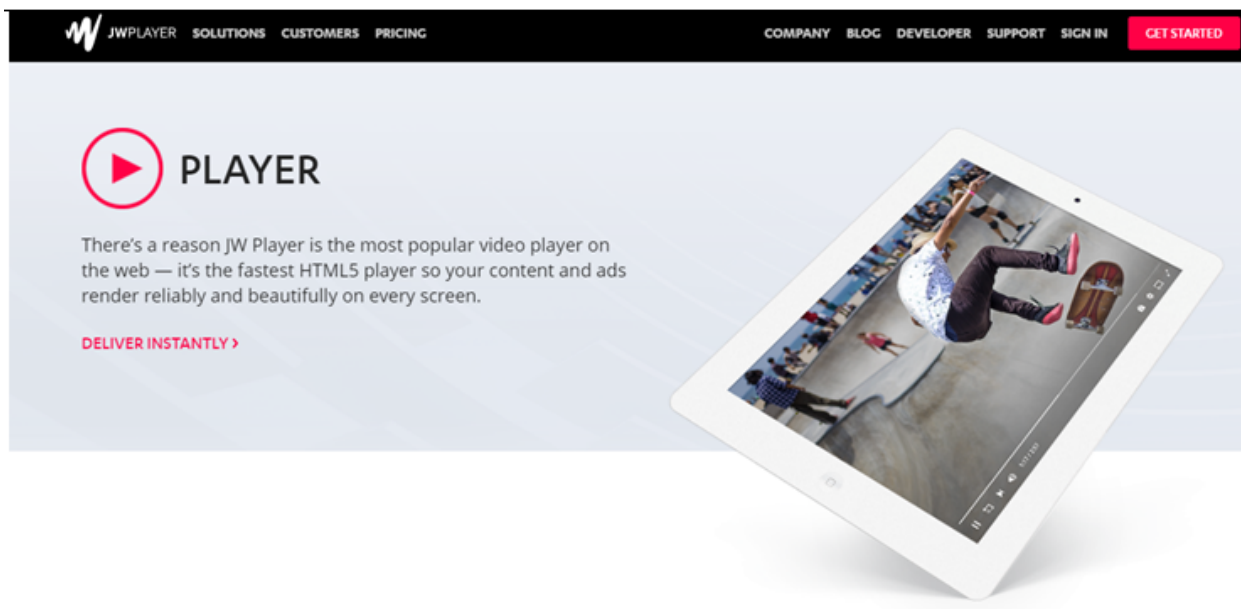 JWPLAYER SOLUTIONS CUSTOMERS PRICING COMPANY BLOG DEVELOPER SUPPORT SIGN IN GET STARTED
PLAYER
There's a reason JW Player is the most popular video player on
the web — it's the fastest HTML5 player so your content and ads
render reliably and beautifully on every screen.
DELIVER INSTANTLY >